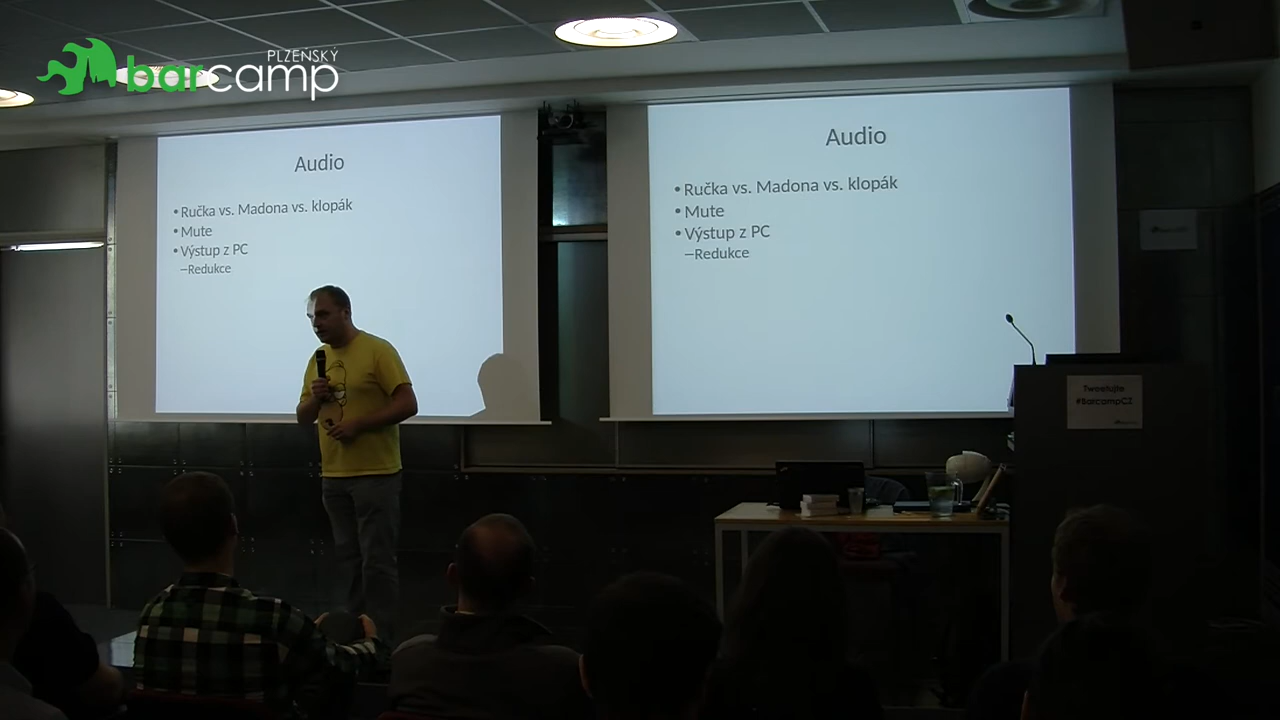 PLZEŇSKÝ
barcamp
Audio
• Ručka vs. Madona vs. klopák
• Mute
• Výstup z PC
–Redukce
Audio
• Ručka vs. Madona vs. klopák
• Mute
• Výstup z PC
–Redukce
Tweetujte
#BarcampCZ